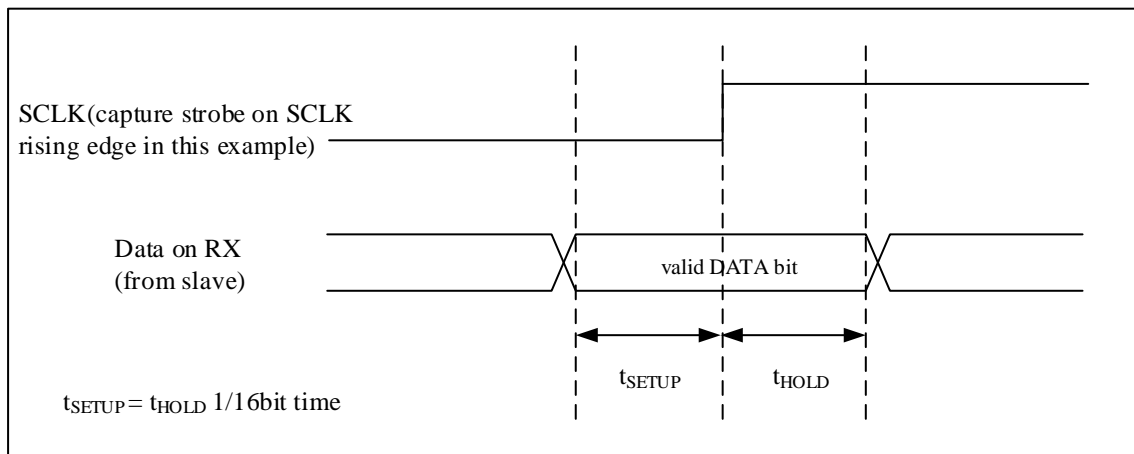 SCLK(capture strobe on SCLK
rising edge in this example)
Data on RX
(from slave)
valid DATA bit
tSETUP
tHOLD
tSETUP = tHOLD 1/16bit time